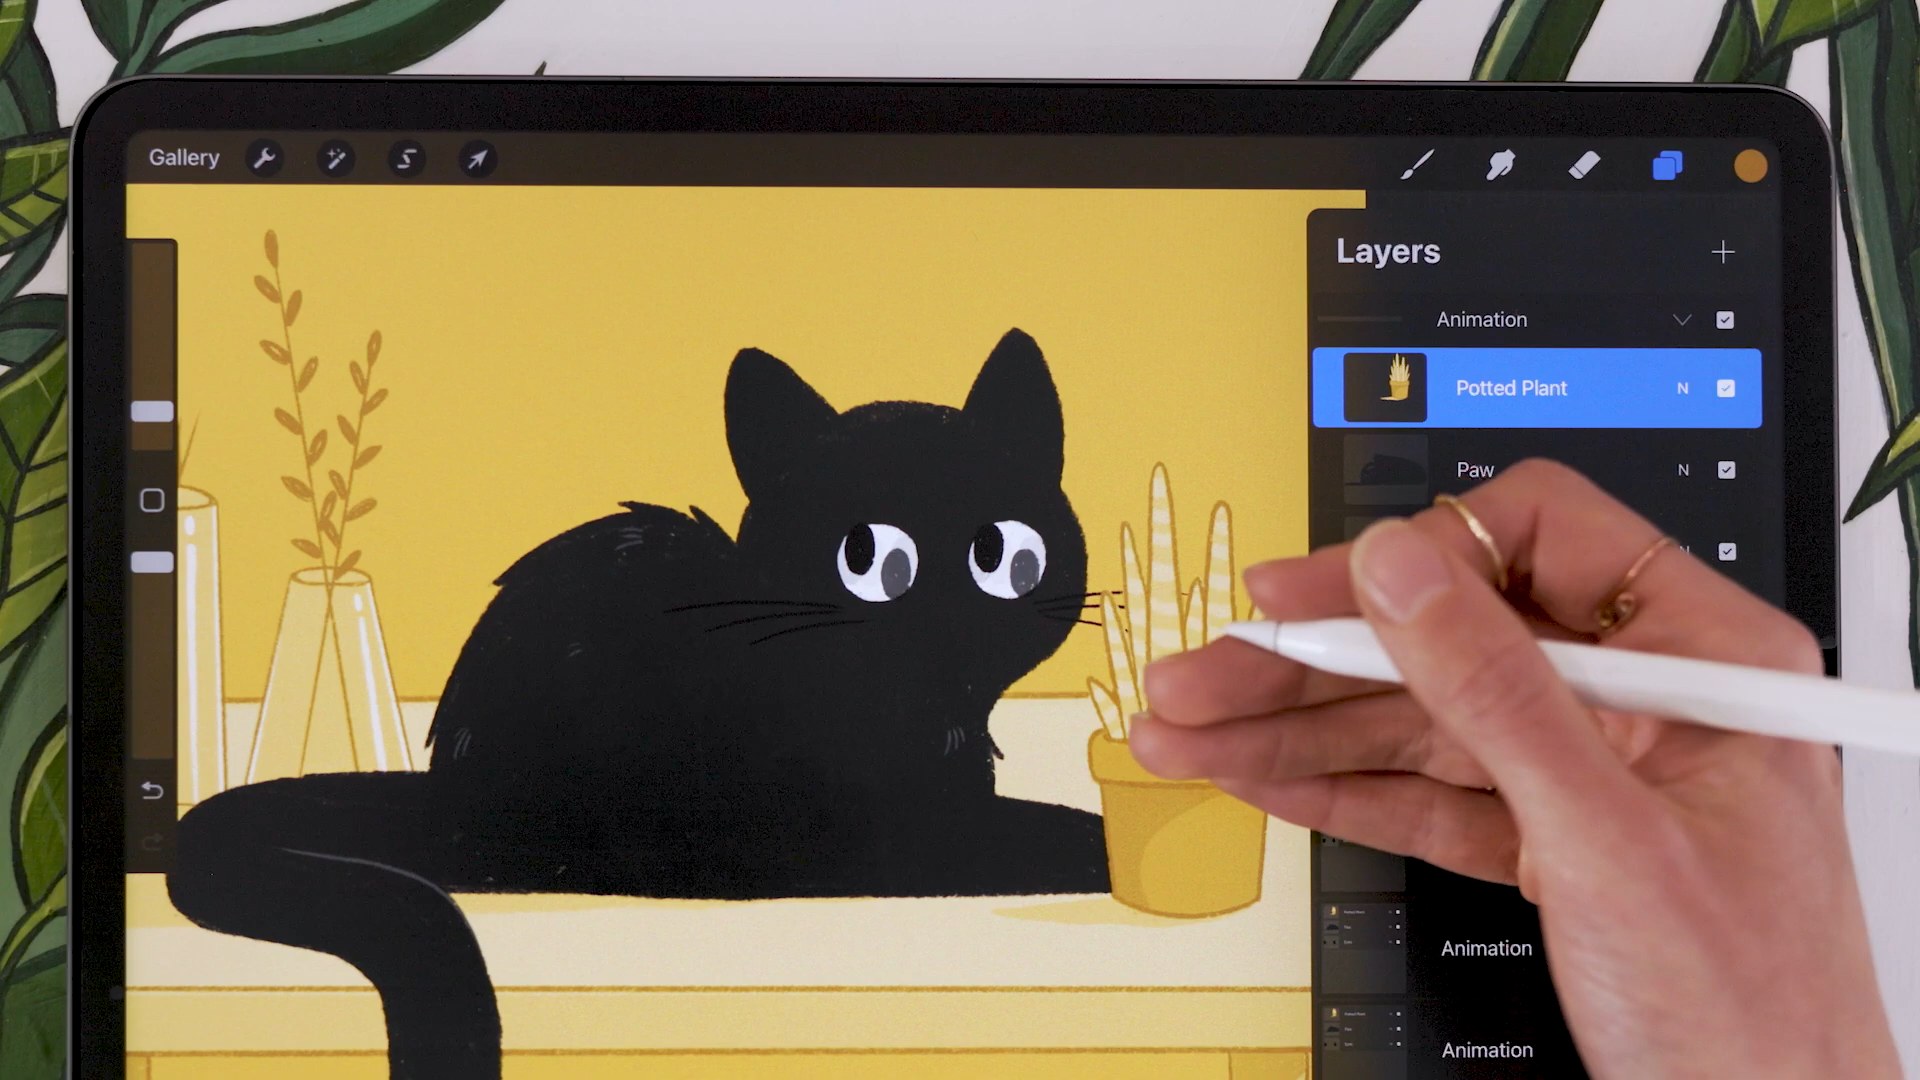 Gallery
Layers
Animation
Potted Plant N
Paw N
N
Animation
Animation